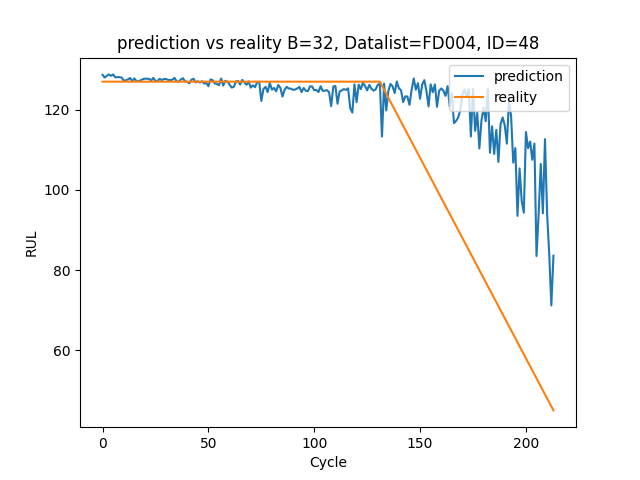 prediction vs reality B=32, Datalist=FD004, ID=48
prediction
reality
RUL
120
100
80
60
0 50 100 150 200
Cycle